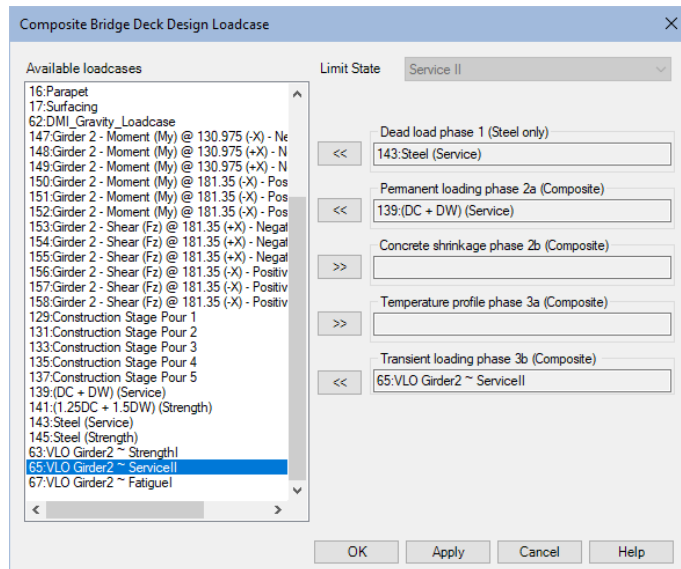 Composite Bridge Deck Design Loadcase
Available loadcases
16:Parapet
17:Surfacing
62:DMI_Gravity_Loadcase
147:Girder 2 - Moment (My) @ 130.975 (-X) - Ne
148:Girder 2 - Moment (My) @ 130.975 (+X) - N
149:Girder 2 - Moment (My) @ 130.975 (+X) - N
150:Girder 2 - Moment (My) @ 181.35 (-X) - Pos
151:Girder 2 - Moment (My) @ 181.35 (-X) - Pos
152:Girder 2 - Moment (My) @ 181.35 (-X) - Pos
153:Girder 2 - Shear (Fz) @ 181.35 (+X) - Negat
154:Girder 2 - Shear (Fz) @ 181.35 (+X) - Negat
155:Girder 2 - Shear (Fz) @ 181.35 (+X) - Negat
156:Girder 2 - Shear (Fz) @ 181.35 (-X) - Positiv
157:Girder 2 - Shear (Fz) @ 181.35 (-X) - Positiv
158:Girder 2 - Shear (Fz) @ 181.35 (-X) - Positiv
129:Construction Stage Pour 1
131:Construction Stage Pour 2
133:Construction Stage Pour 3
135:Construction Stage Pour 4
137:Construction Stage Pour 5
139:(DC + DW) (Service)
141:(1.25DC + 1.5DW) (Strength)
143:Steel (Service)
145:Steel (Strength)
63:VLO Girder2 ~ StrengthI
65:VLO Girder2 ~ ServiceII
67:VLO Girder2 ~ FatigueI
Limit State
Service II
Dead load phase 1 (Steel only)
<< 143:Steel (Service)
Permanent loading phase 2a (Composite)
<< 139:(DC + DW) (Service)
Concrete shrinkage phase 2b (Composite)
>>
Temperature profile phase 3a (Composite)
>>
Transient loading phase 3b (Composite)
<< 65:VLO Girder2 ~ ServiceII
OK Apply Cancel Help